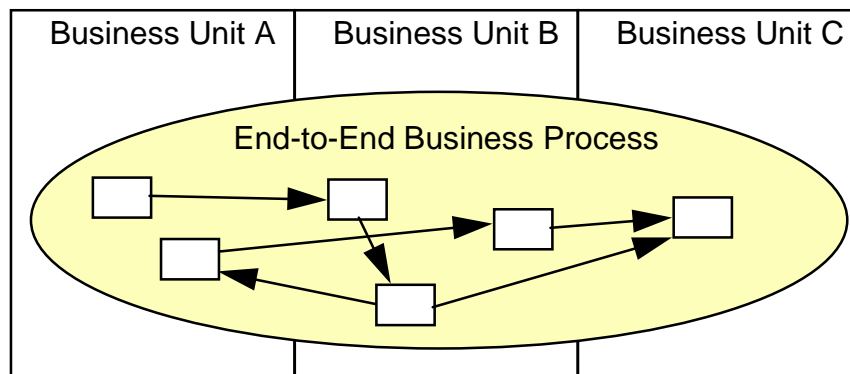 Business Unit A
Business Unit B
Business Unit C
End-to-End Business Process